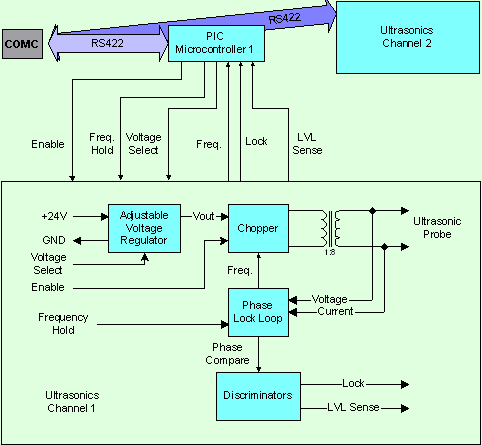 RS422
COMC
RS422
PIC
Microcontroller 1
Ultrasonics
Channel 2
Enable
Freq.
Hold
Voltage
Select
Freq.
Lock
LVL
Sense
+24V
GND
Voltage
Select
Enable
Adjustable
Voltage
Regulator
Vout
Chopper
1:8
Ultrasonic
Probe
Freq.
Frequency
Hold
Phase
Lock Loop
Voltage
Current
Phase
Compare
Discriminators
Lock
LVL Sense
Ultrasonics
Channel 1